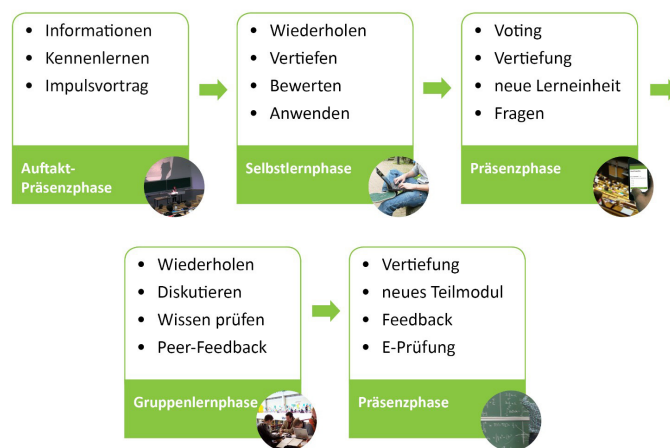 • Informationen
• Kennenlernen
• Impulsvortrag
Auftakt-
Präsenzphase
• Wiederholen
• Vertiefen
• Bewerten
• Anwenden
Selbstlernphase
• Voting
• Vertiefung
• neue Lerneinheit
• Fragen
Präsenzphase
• Wiederholen
• Diskutieren
• Wissen prüfen
• Peer-Feedback
Gruppenlernphase
• Vertiefung
• neues Teilmodul
• Feedback
• E-Prüfung
Präsenzphase